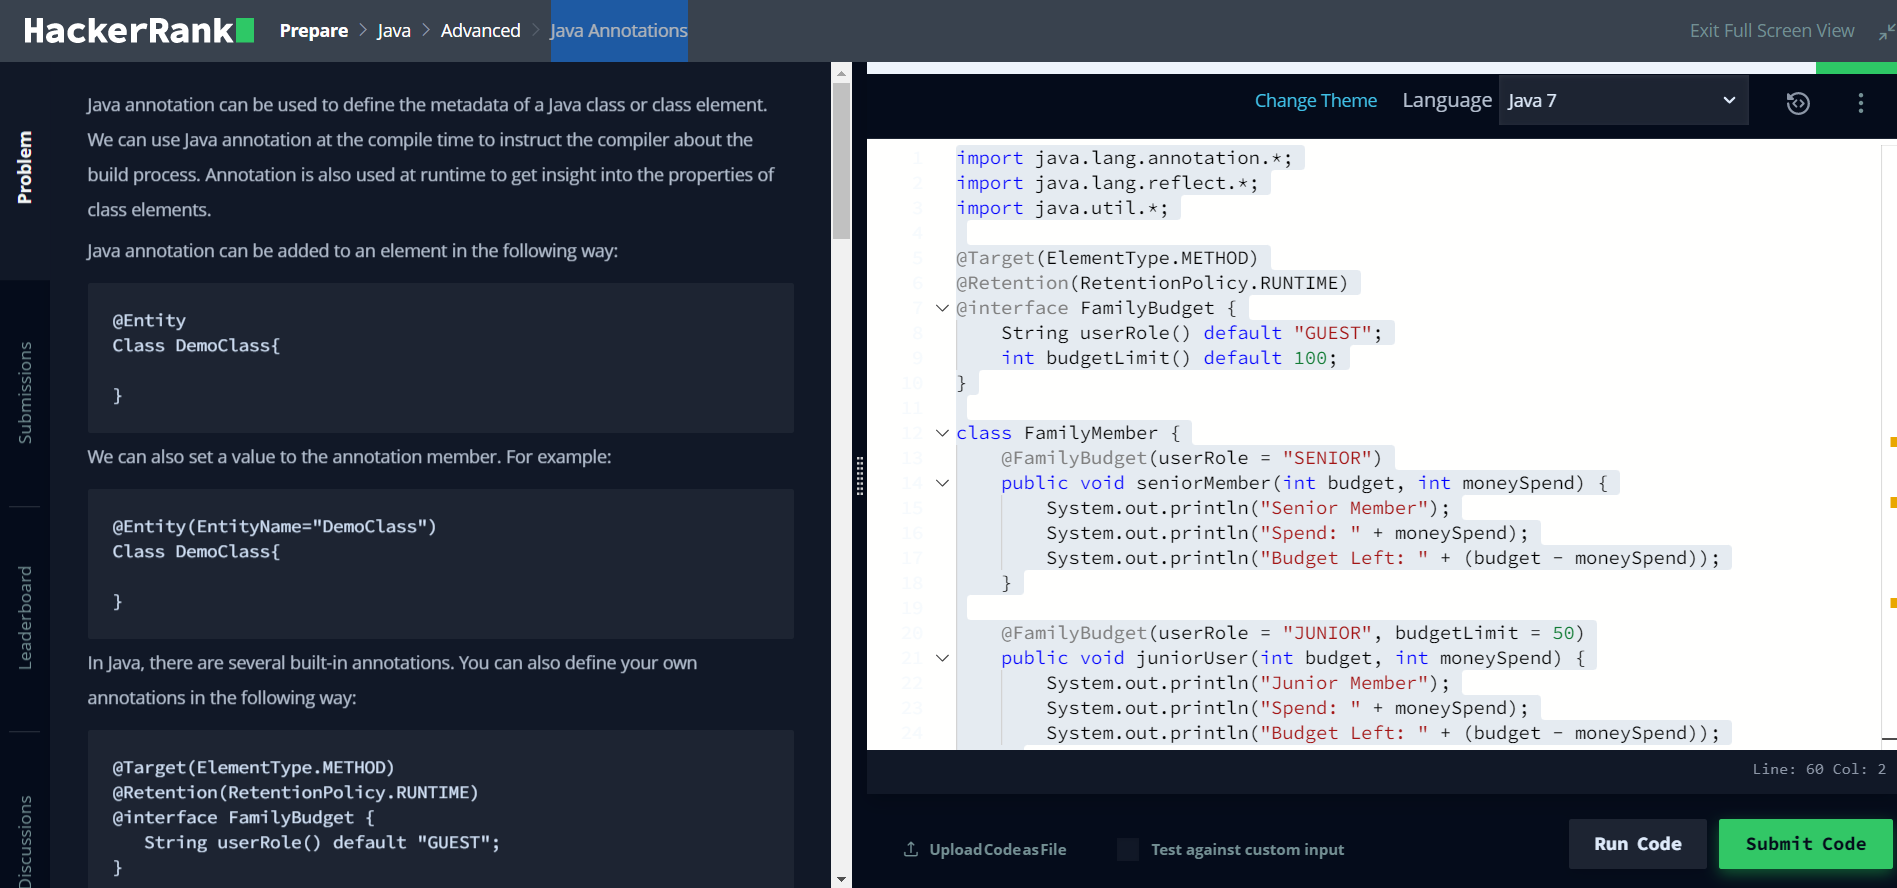 HackerRank Prepare > Java > Advanced > Java Annotations Exit Full Screen View
Problem
Submissions
Leaderboard
Discussions
Java annotation can be used to define the metadata of a Java class or class element.
We can use Java annotation at the compile time to instruct the compiler about the
build process. Annotation is also used at runtime to get insight into the properties of
class elements.
Java annotation can be added to an element in the following way:
@Entity
Class DemoClass{
}
We can also set a value to the annotation member. For example:
@Entity(EntityName="DemoClass")
Class DemoClass{
}
In Java, there are several built-in annotations. You can also define your own
annotations in the following way:
@Target(ElementType.METHOD)
@Retention(RetentionPolicy.RUNTIME)
@interface FamilyBudget {
String userRole() default "GUEST";
}
Change Theme Language Java 7
1 import java.lang.annotation.*;
2 import java.lang.reflect.*;
3 import java.util.*;
4
5 @Target(ElementType.METHOD)
6 @Retention(RetentionPolicy.RUNTIME)
7 @interface FamilyBudget {
8 String userRole() default "GUEST";
9 int budgetLimit() default 100;
10 }
11
12 class FamilyMember {
13 @FamilyBudget(userRole = "SENIOR")
14 public void seniorMember(int budget, int moneySpend) {
15 System.out.println("Senior Member");
16 System.out.println("Spend: " + moneySpend);
17 System.out.println("Budget Left: " + (budget - moneySpend));
18 }
19
20 @FamilyBudget(userRole = "JUNIOR", budgetLimit = 50)
21 public void juniorUser(int budget, int moneySpend) {
22 System.out.println("Junior Member");
23 System.out.println("Spend: " + moneySpend);
24 System.out.println("Budget Left: " + (budget - moneySpend));
Line: 60 Col: 2
Upload Code as File Test against custom input Run Code Submit Code